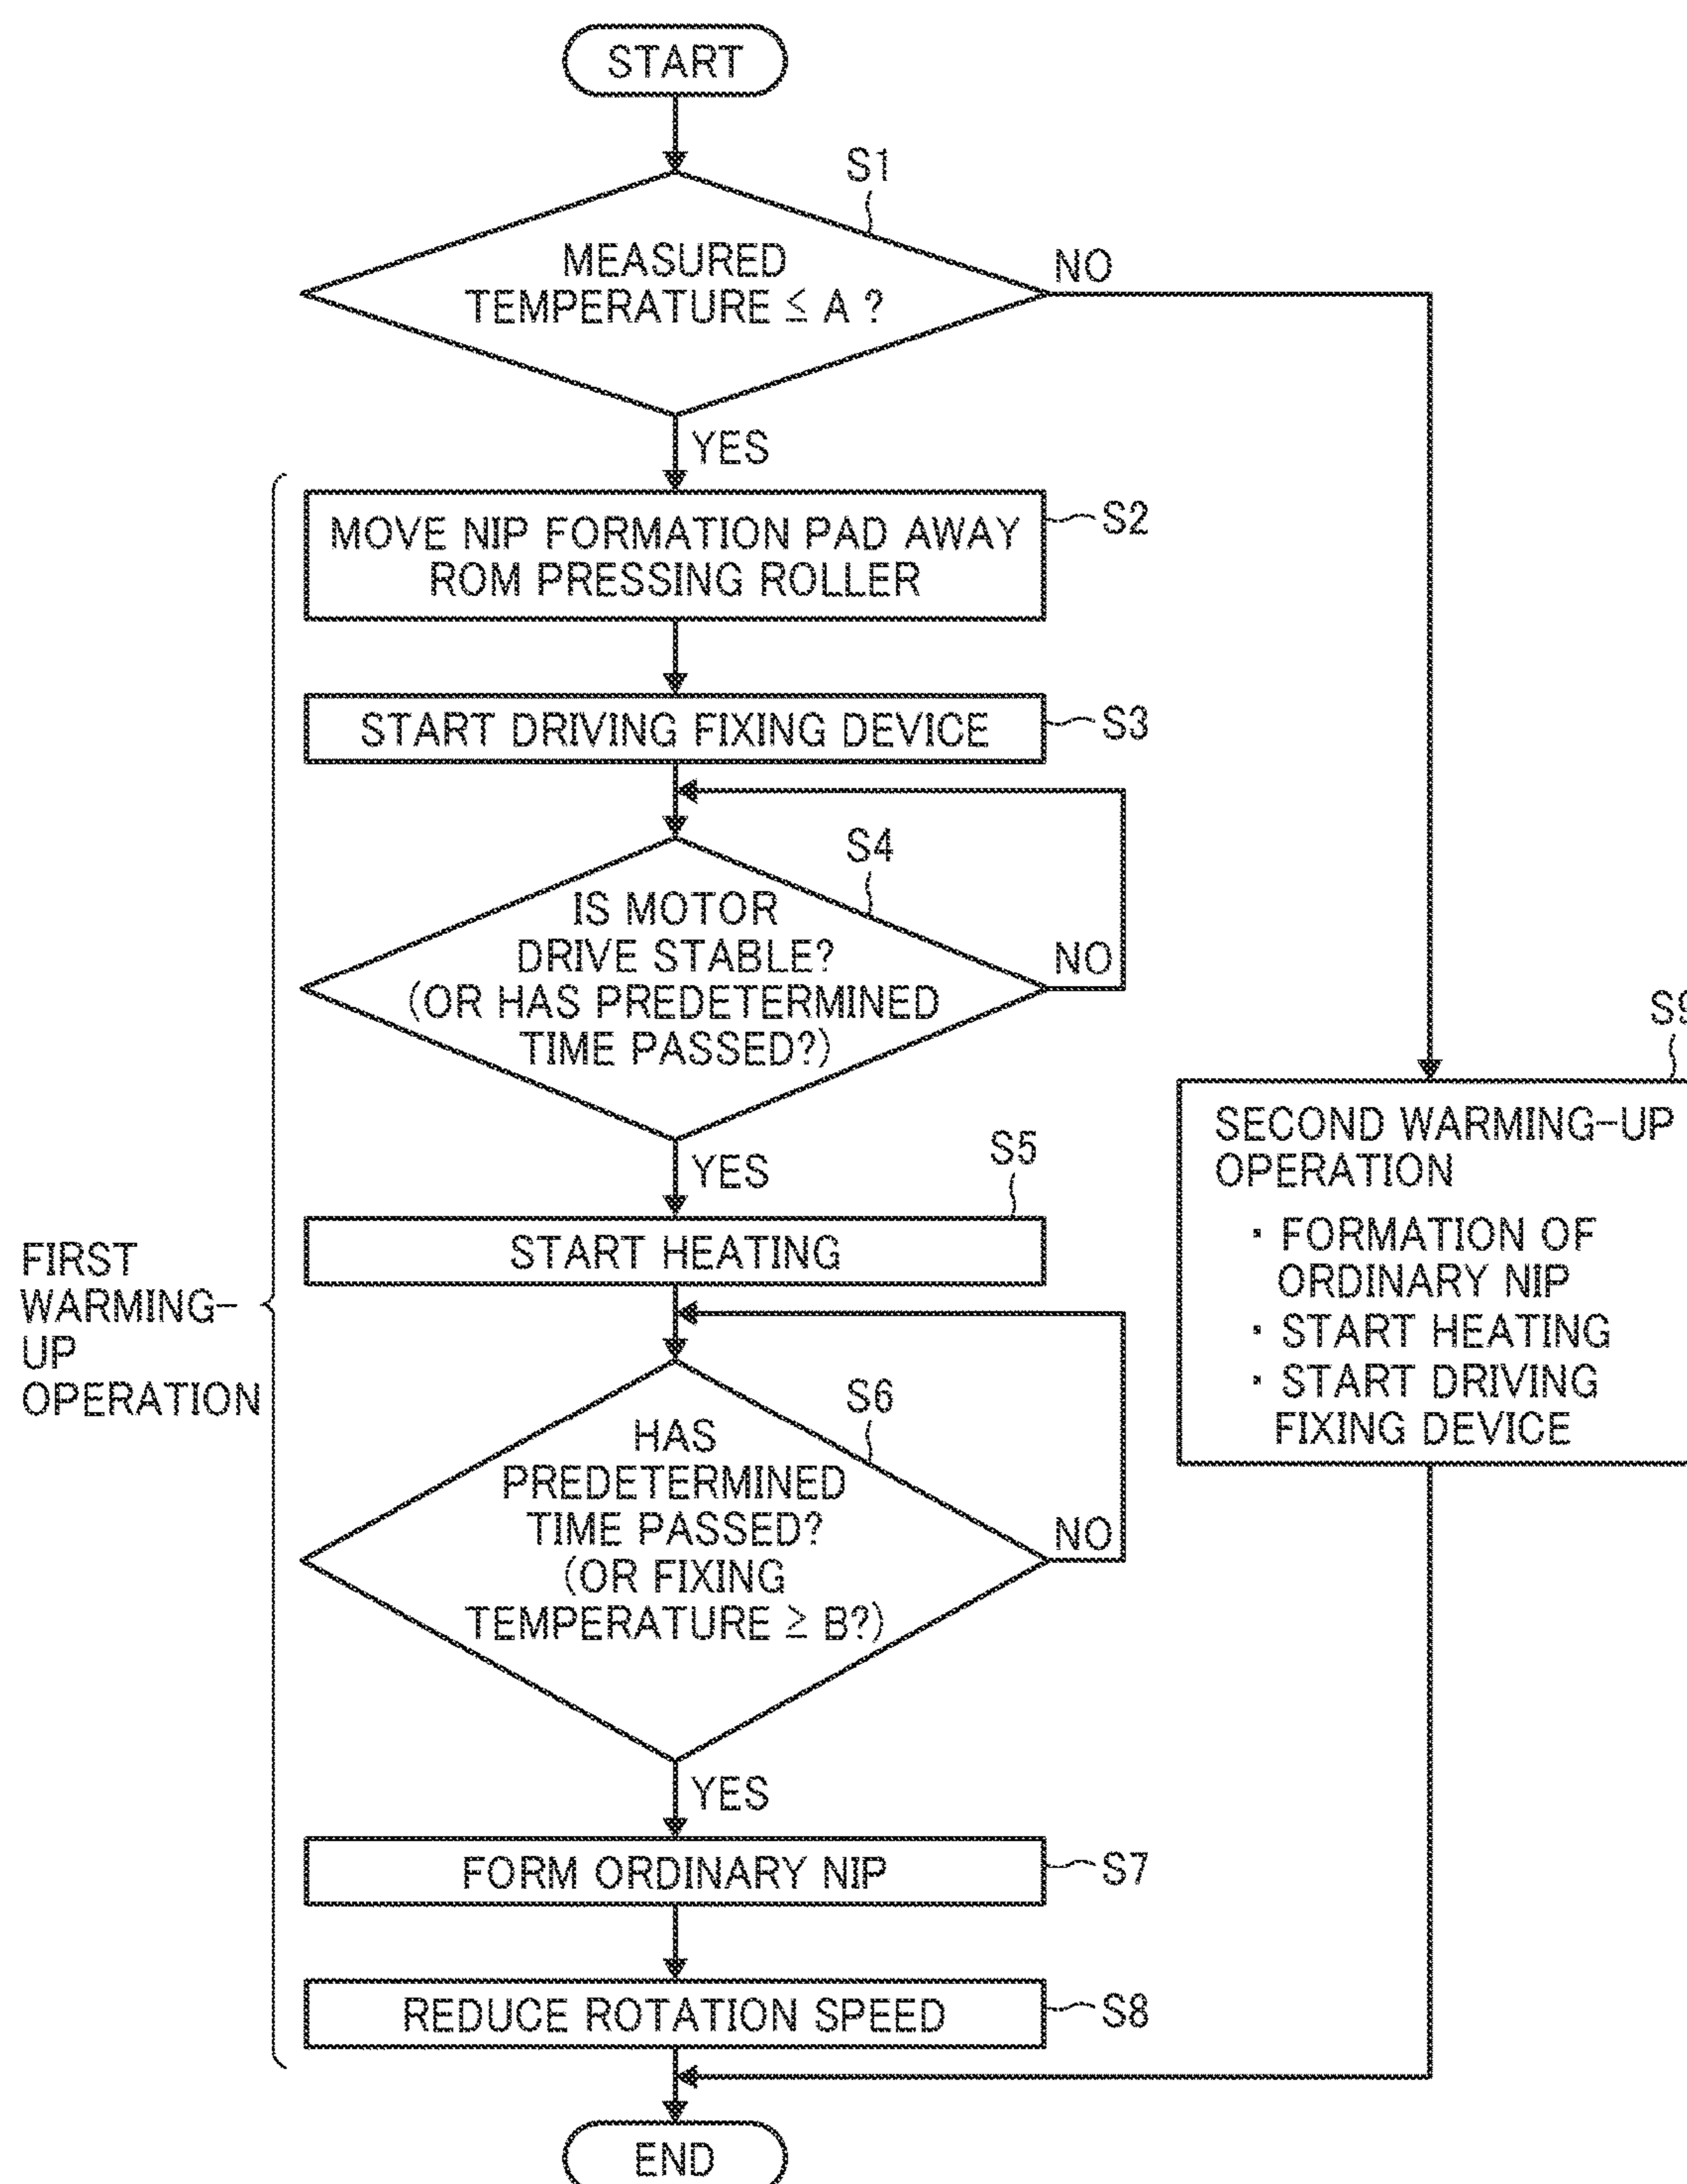 START
S1
MEASURED
TEMPERATURE ≦ A ?
NO
YES
MOVE NIP FORMATION PAD AWAY
ROM PRESSING ROLLER
S2
START DRIVING FIXING DEVICE
S3
S4
IS MOTOR
DRIVE STABLE?
(OR HAS PREDETERMINED
TIME PASSED?)
NO
YES
S5
START HEATING
FIRST
WARMING-
UP
OPERATION
S6
HAS
PREDETERMINED
TIME PASSED?
(OR FIXING
TEMPERATURE ≧ B?)
NO
YES
FORM ORDINARY NIP
S7
REDUCE ROTATION SPEED
S8
S9
SECOND WARMING-UP
OPERATION
· FORMATION OF
ORDINARY NIP
· START HEATING
· START DRIVING
FIXING DEVICE
END